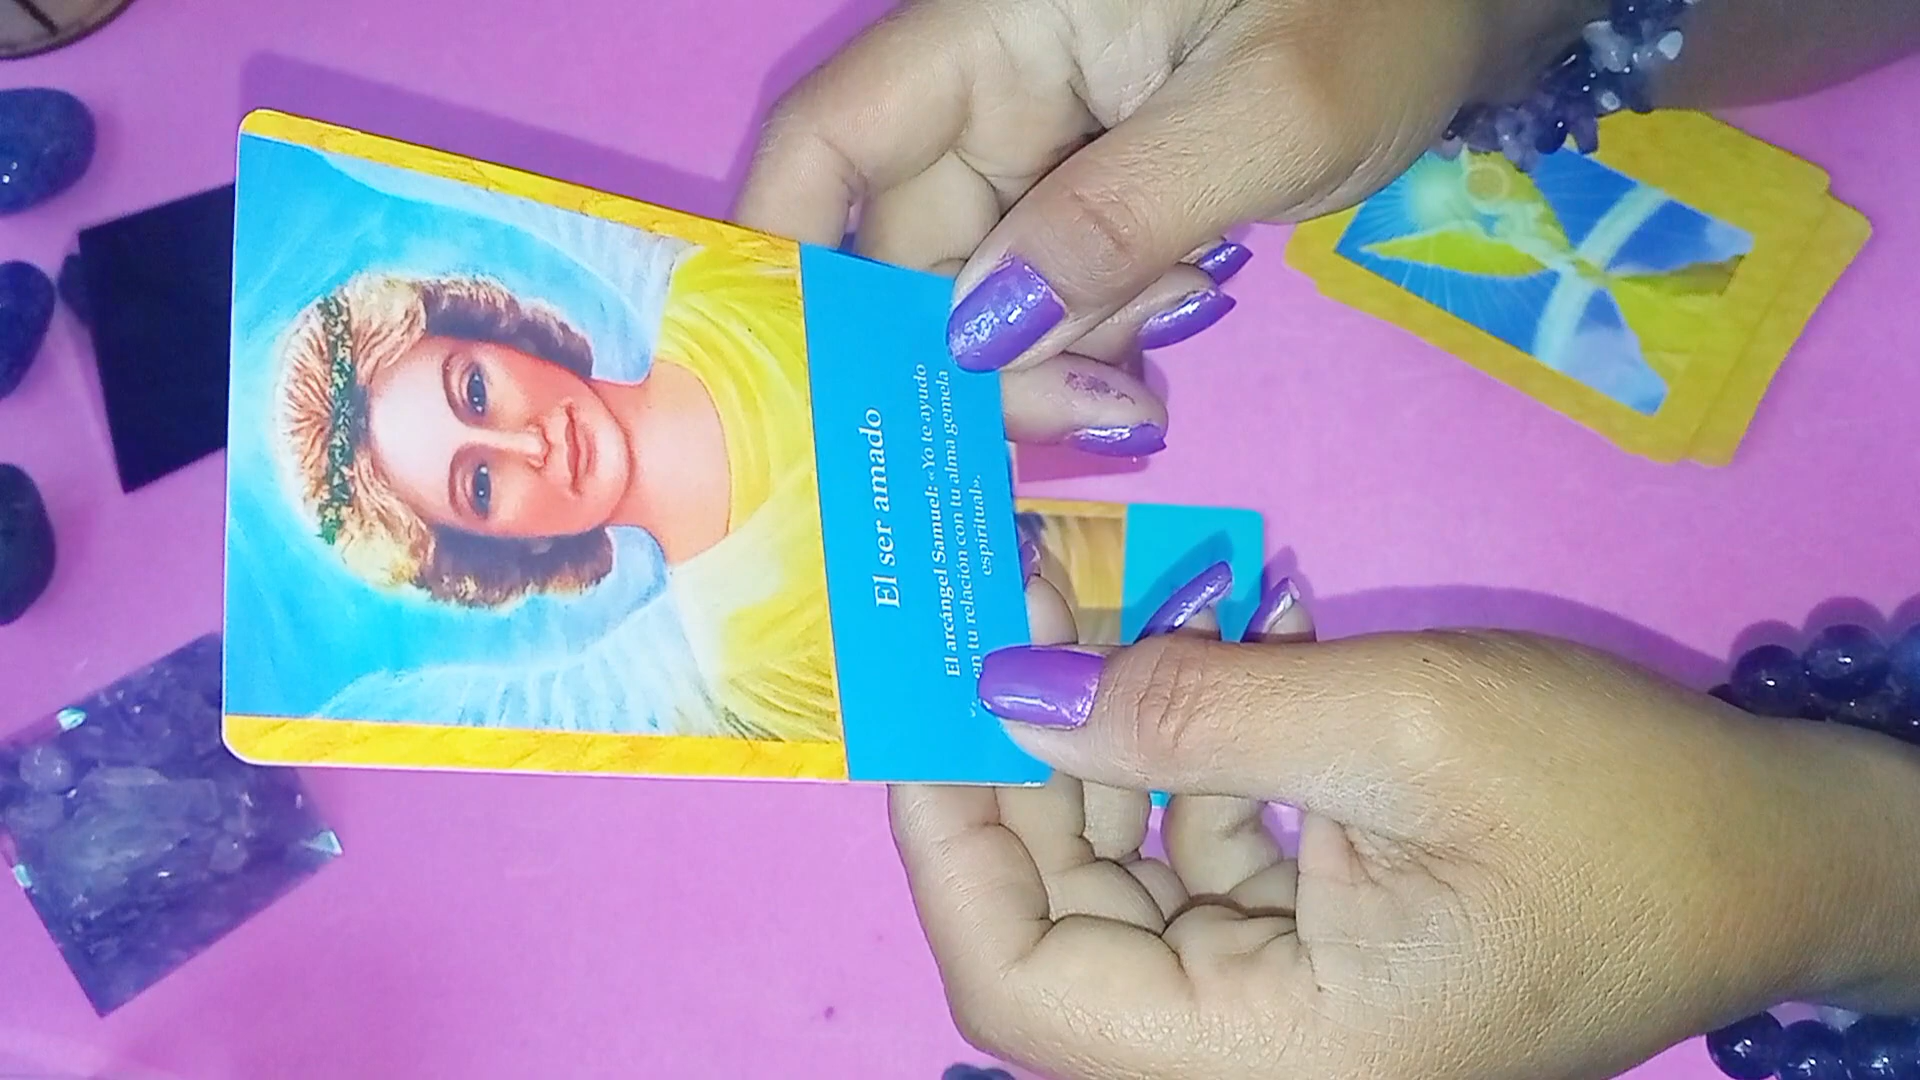 El ser amado
El arcángel Samuel: «Yo te ayudo
en tu relación con tu alma gemela
espiritual».